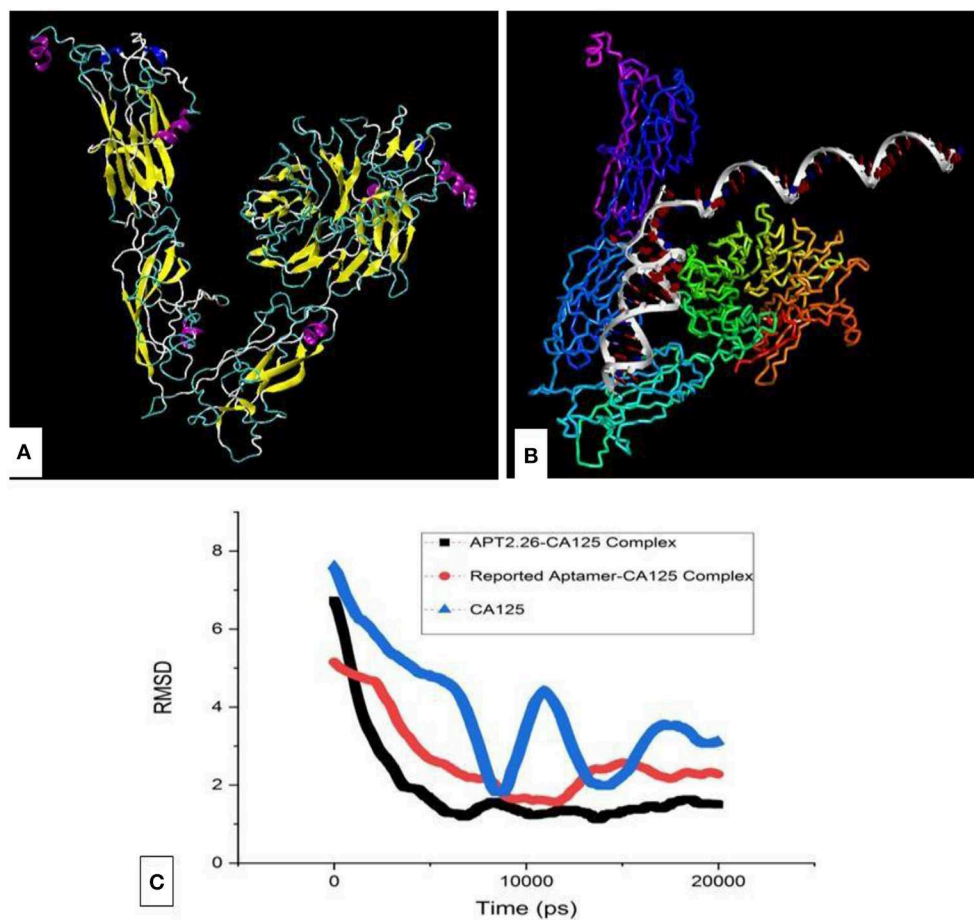 A
B
8
6
4
2
0
RMSD
APT2.26-CA125 Complex
Reported Aptamer-CA125 Complex
CA125
0
10000
20000
Time (ps)
C